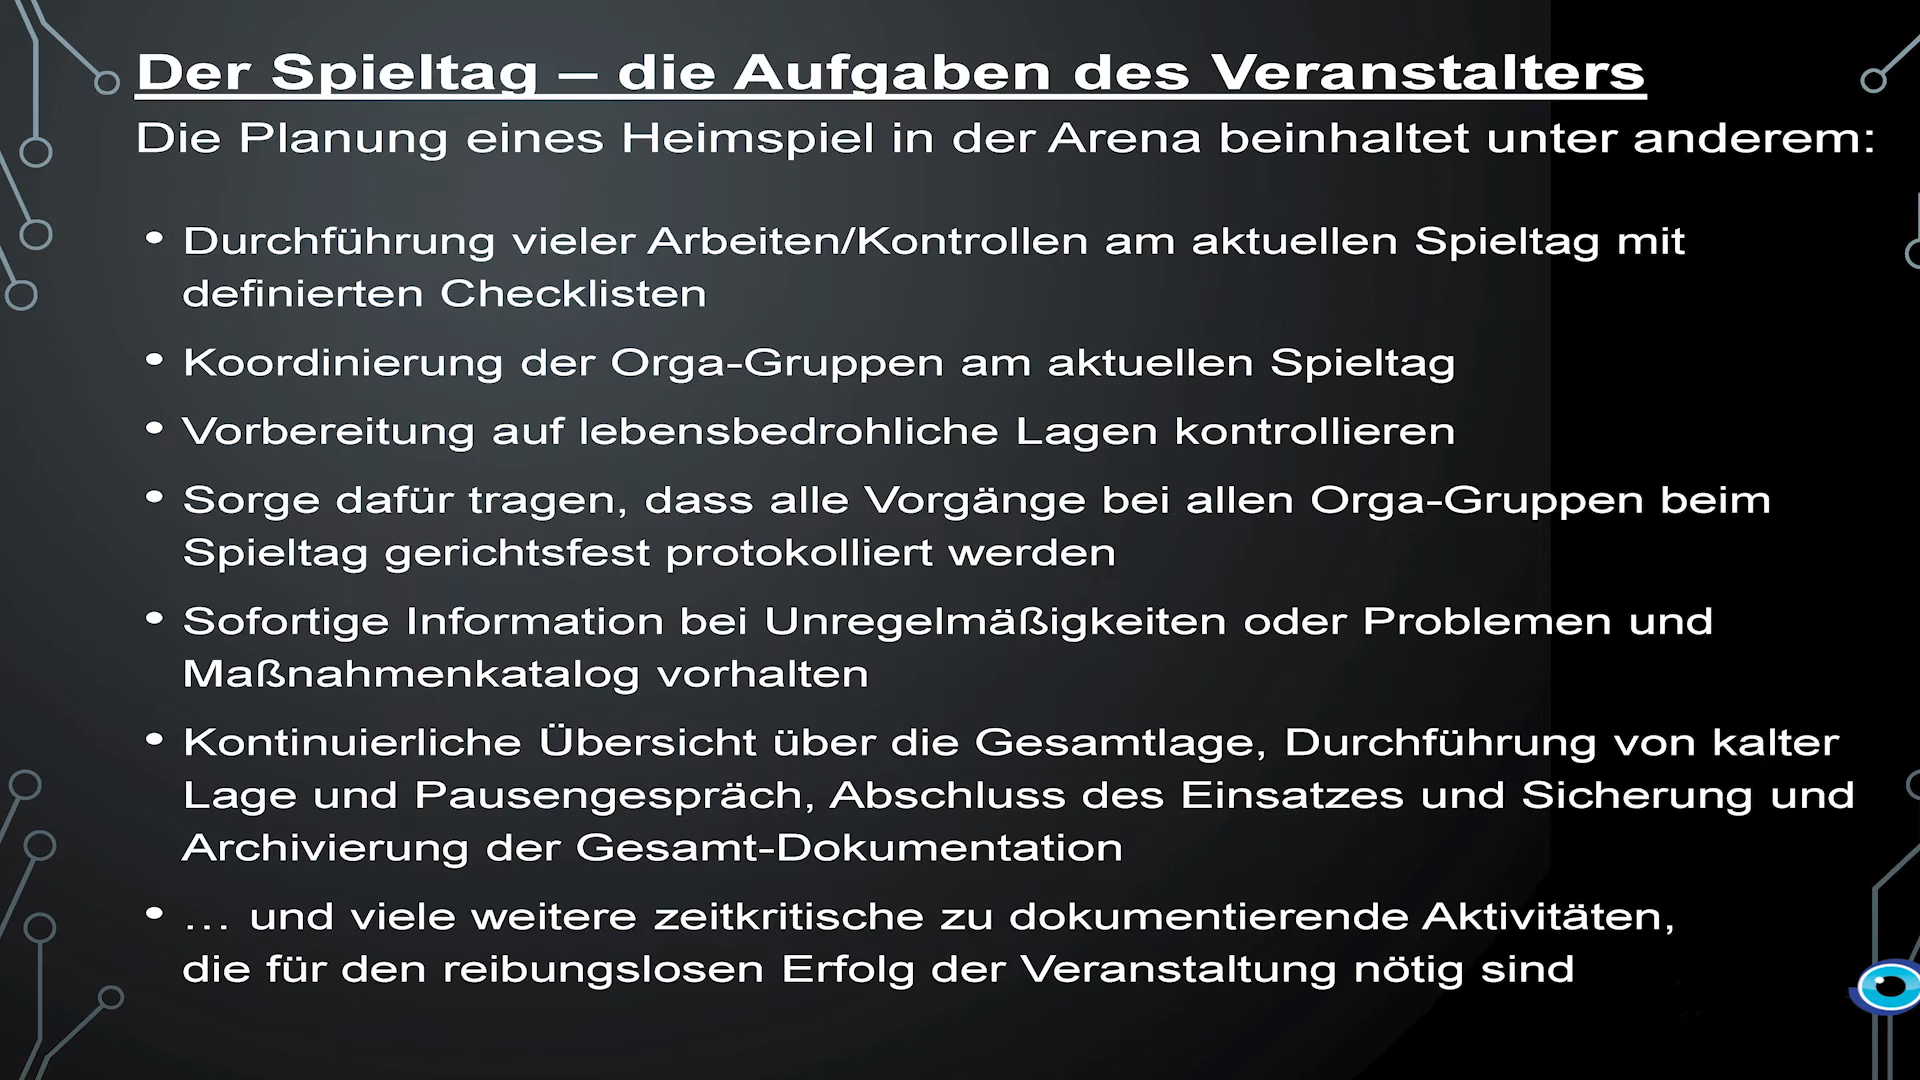 Der Spieltag – die Aufgaben des Veranstalters
Die Planung eines Heimspiel in der Arena beinhaltet unter anderem:
• Durchführung vieler Arbeiten/Kontrollen am aktuellen Spieltag mit
definierten Checklisten
• Koordinierung der Orga-Gruppen am aktuellen Spieltag
• Vorbereitung auf lebensbedrohliche Lagen kontrollieren
• Sorge dafür tragen, dass alle Vorgänge bei allen Orga-Gruppen beim
Spieltag gerichtsfest protokolliert werden
• Sofortige Information bei Unregelmäßigkeiten oder Problemen und
Maßnahmenkatalog vorhalten
• Kontinuierliche Übersicht über die Gesamtlage, Durchführung von kalter
Lage und Pausengespräch, Abschluss des Einsatzes und Sicherung und
Archivierung der Gesamt-Dokumentation
• … und viele weitere zeitkritische zu dokumentierende Aktivitäten,
die für den reibungslosen Erfolg der Veranstaltung nötig sind